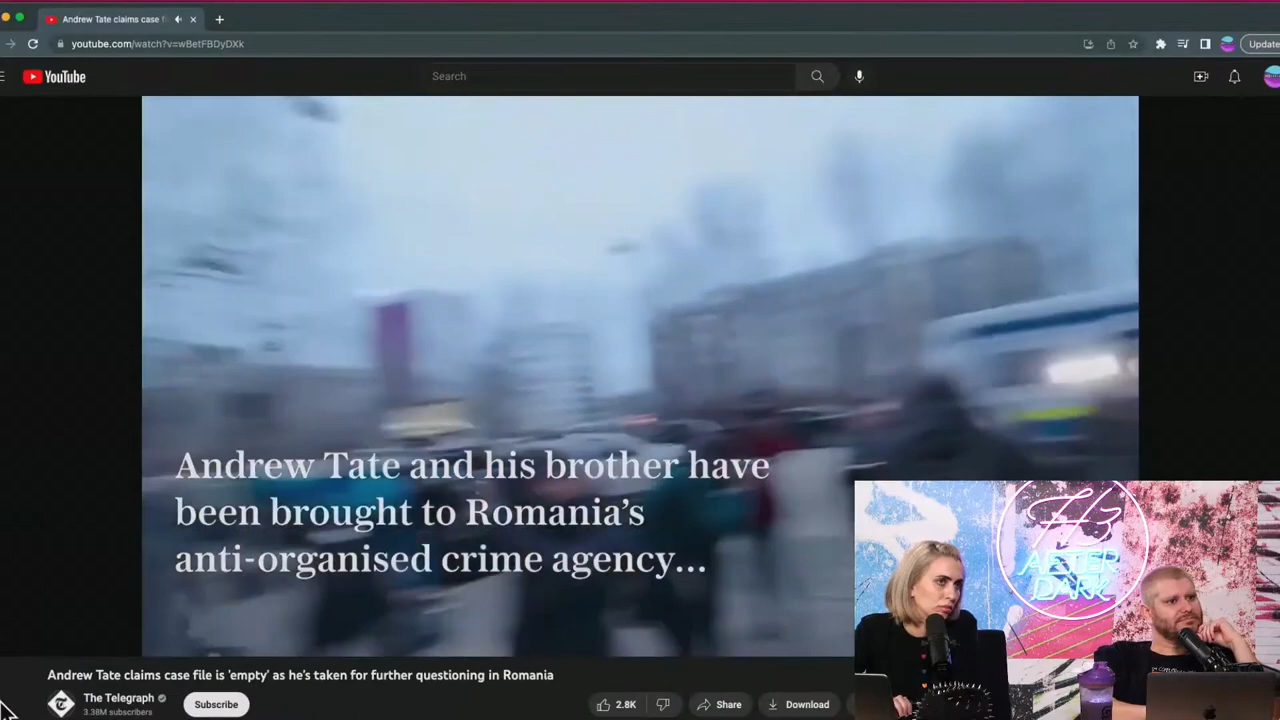 Andrew Tate claims case fi
youtube.com/watch?v=wBetFBDyDXk
Update
YouTube
Search
Andrew Tate and his brother have
been brought to Romania's
anti-organised crime agency...
H3
AFTER
DARK
Andrew Tate claims case file is 'empty' as he's taken for further questioning in Romania
The Telegraph
3.38M subscribers
Subscribe
2.8K
Share
Download